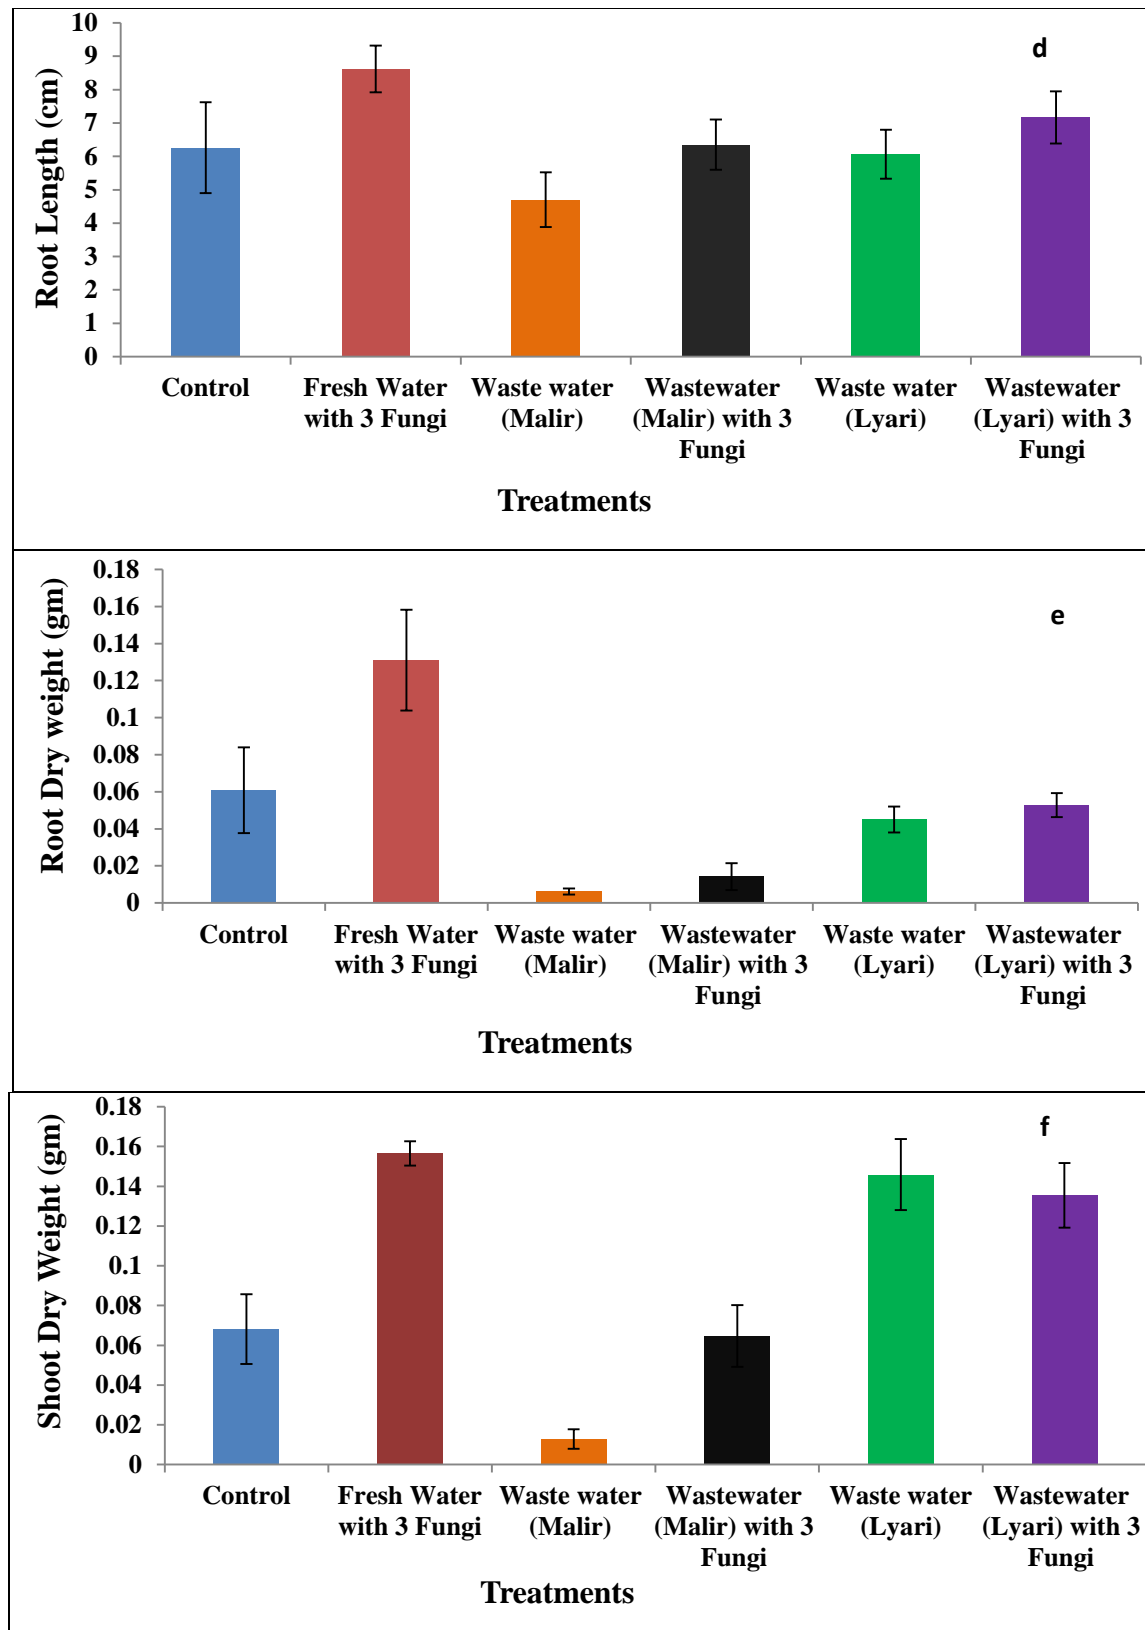 10
9
8
7
6
5
4
3
2
1
0
Root Length (cm)
d
Control
Fresh Water
with 3 Fungi
Waste water
(Malir)
Wastewater
(Malir) with 3
Fungi
Waste water
(Lyari)
Wastewater
(Lyari) with 3
Fungi
Treatments
0.18
0.16
0.14
0.12
0.1
0.08
0.06
0.04
0.02
0
Root Dry weight (gm)
e
Control
Fresh Water
with 3 Fungi
Waste water
(Malir)
Wastewater
(Malir) with 3
Fungi
Waste water
(Lyari)
Wastewater
(Lyari) with 3
Fungi
Treatments
0.18
0.16
0.14
0.12
0.1
0.08
0.06
0.04
0.02
0
Shoot Dry Weight (gm)
f
Control
Fresh Water
with 3 Fungi
Waste water
(Malir)
Wastewater
(Malir) with 3
Fungi
Waste water
(Lyari)
Wastewater
(Lyari) with 3
Fungi
Treatments